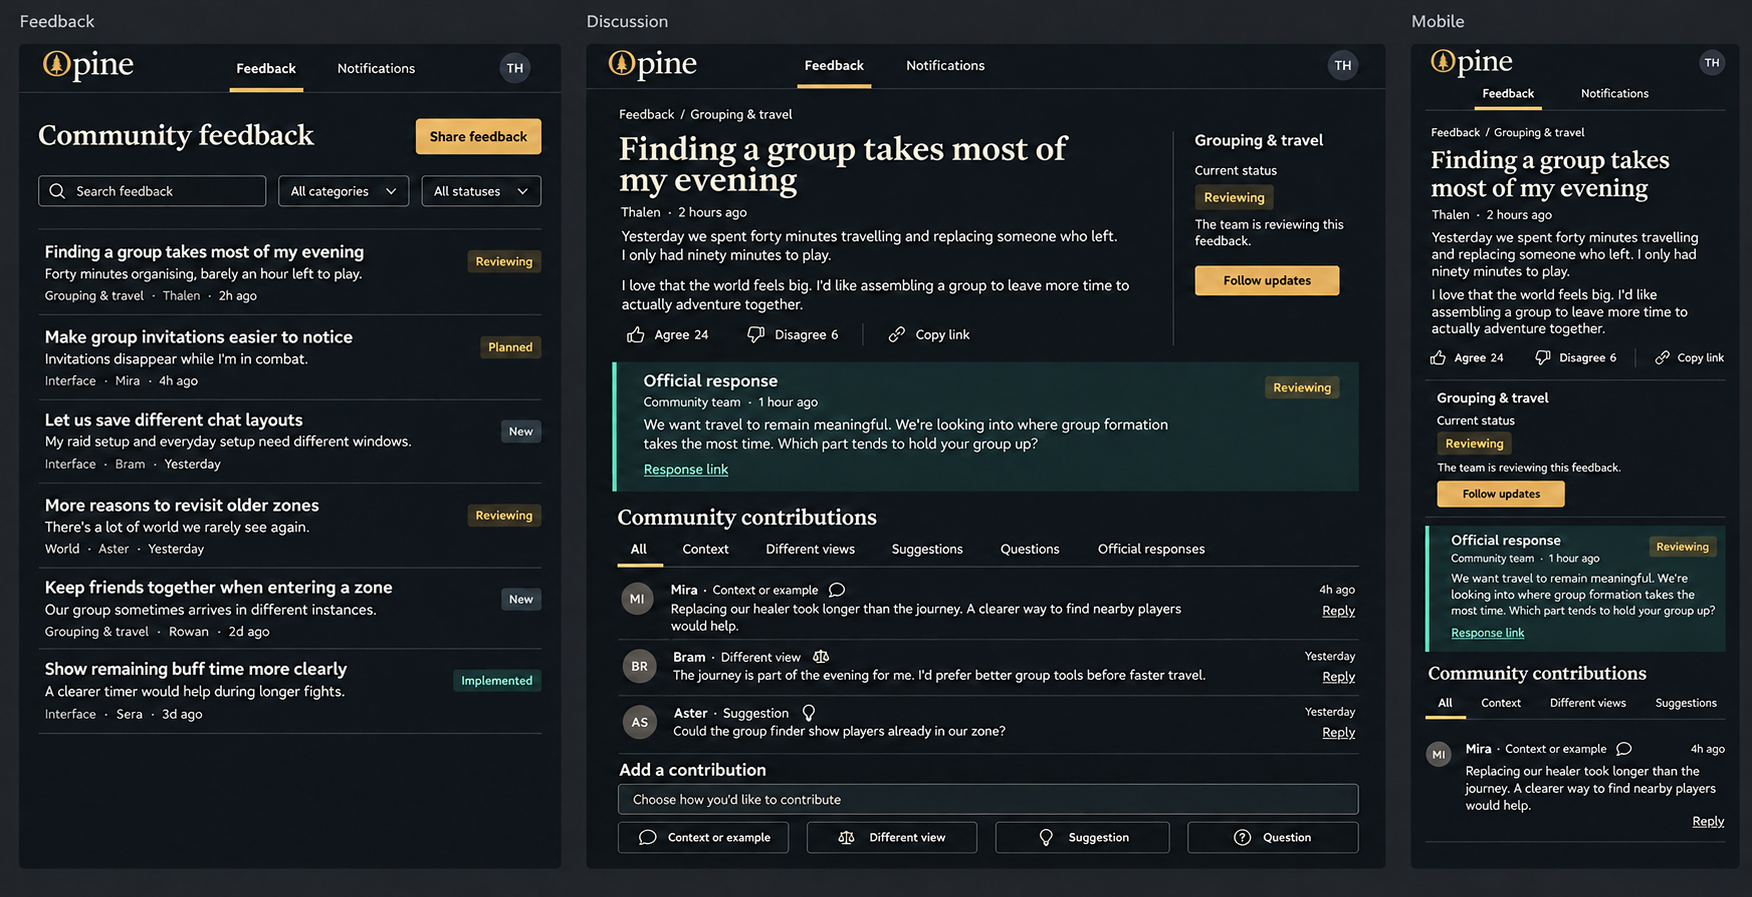 Feedback
Opine
Feedback
Notifications
TH
Community feedback
Share feedback
Search feedback
All categories
All statuses
Finding a group takes most of my evening
Forty minutes organising, barely an hour left to play.
Grouping & travel · Thalen · 2h ago
Reviewing
Make group invitations easier to notice
Invitations disappear while I'm in combat.
Interface · Mira · 4h ago
Planned
Let us save different chat layouts
My raid setup and everyday setup need different windows.
Interface · Bram · Yesterday
New
More reasons to revisit older zones
There's a lot of world we rarely see again.
World · Aster · Yesterday
Reviewing
Keep friends together when entering a zone
Our group sometimes arrives in different instances.
Grouping & travel · Rowan · 2d ago
New
Show remaining buff time more clearly
A clearer timer would help during longer fights.
Interface · Sera · 3d ago
Implemented
Discussion
Opine
Feedback
Notifications
TH
Feedback / Grouping & travel
Finding a group takes most of
my evening
Thalen · 2 hours ago
Yesterday we spent forty minutes travelling and replacing someone who left.
I only had ninety minutes to play.
I love that the world feels big. I'd like assembling a group to leave more time to
actually adventure together.
Agree 24
Disagree 6
Copy link
Grouping & travel
Current status
Reviewing
The team is reviewing this
feedback.
Follow updates
Official response
Community team · 1 hour ago
Reviewing
We want travel to remain meaningful. We're looking into where group formation
takes the most time. Which part tends to hold your group up?
Response link
Community contributions
All
Context
Different views
Suggestions
Questions
Official responses
MI
Mira · Context or example
4h ago
Replacing our healer took longer than the journey. A clearer way to find nearby players
would help.
Reply
BR
Bram · Different view
Yesterday
The journey is part of the evening for me. I'd prefer better group tools before faster travel.
Reply
AS
Aster · Suggestion
Yesterday
Could the group finder show players already in our zone?
Reply
Add a contribution
Choose how you'd like to contribute
Context or example
Different view
Suggestion
Question
Mobile
Opine
TH
Feedback
Notifications
Feedback / Grouping & travel
Finding a group takes
most of my evening
Thalen · 2 hours ago
Yesterday we spent forty minutes travelling
and replacing someone who left. I only had
ninety minutes to play.
I love that the world feels big. I'd like
assembling a group to leave more time to
actually adventure together.
Agree 24
Disagree 6
Copy link
Grouping & travel
Current status
Reviewing
The team is reviewing this feedback.
Follow updates
Official response
Community team · 1 hour ago
Reviewing
We want travel to remain meaningful. We're
looking into where group formation takes the
most time. Which part tends to hold your group up?
Response link
Community contributions
All
Context
Different views
Suggestions
MI
Mira · Context or example
4h ago
Replacing our healer took longer than the
journey. A clearer way to find nearby players
would help.
Reply